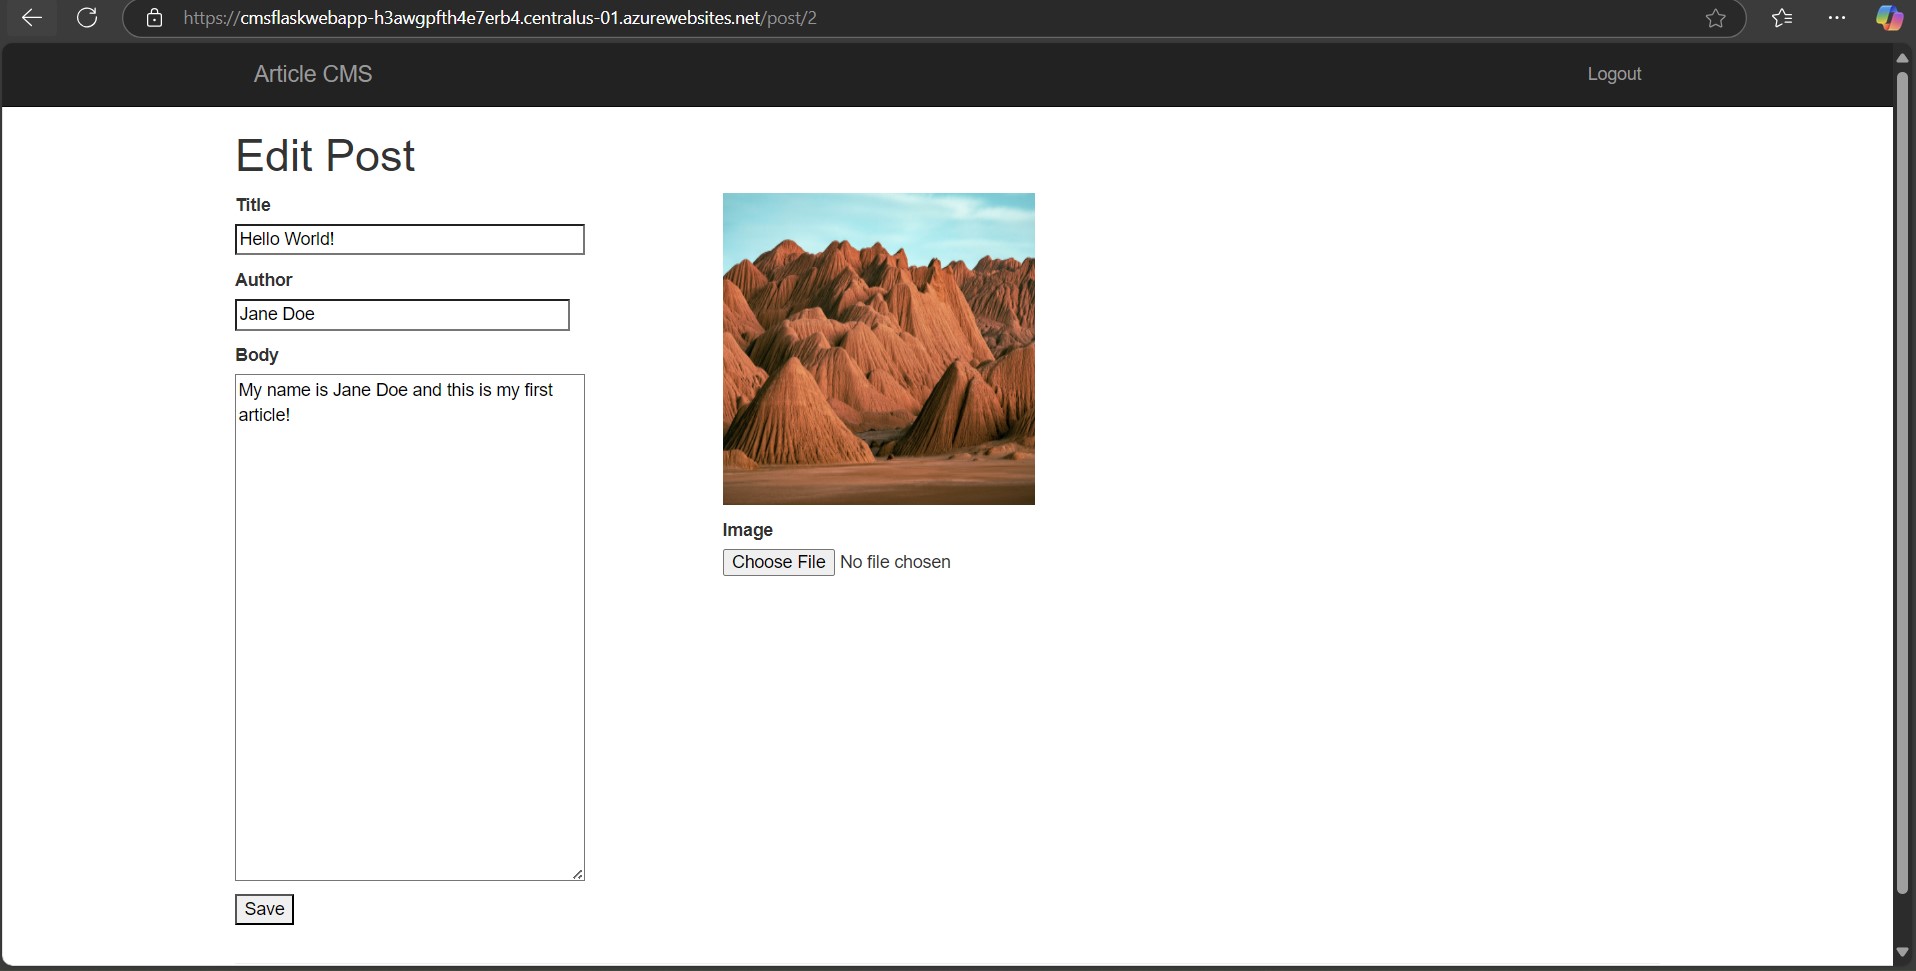 https://cmsflaskwebapp-h3awgpfth4e7erb4.centralus-01.azurewebsites.net/post/2
Article CMS
Logout
Edit Post
Title
Hello World!
Author
Jane Doe
Body
My name is Jane Doe and this is my first
article!
Image
Choose File No file chosen
Save